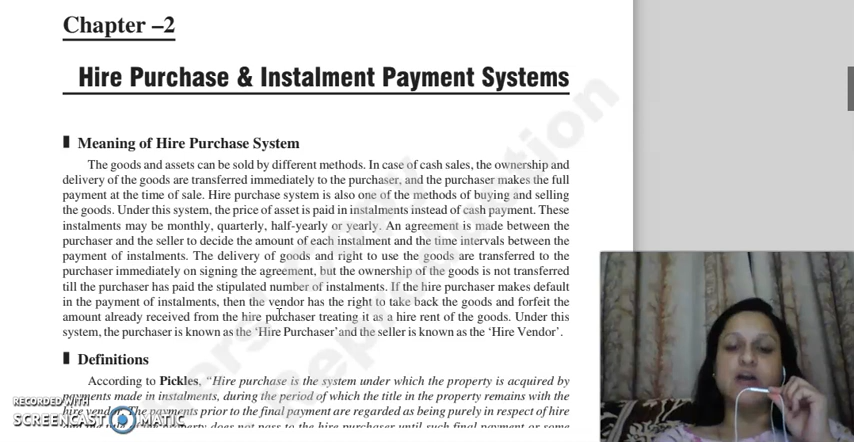 Chapter –2
Hire Purchase & Instalment Payment Systems
Meaning of Hire Purchase System
The goods and assets can be sold by different methods. In case of cash sales, the ownership and
delivery of the goods are transferred immediately to the purchaser, and the purchaser makes the full
payment at the time of sale. Hire purchase system is also one of the methods of buying and selling
the goods. Under this system, the price of asset is paid in instalments instead of cash payment. These
instalments may be monthly, quarterly, half-yearly or yearly. An agreement is made between the
purchaser and the seller to decide the amount of each instalment and the time intervals between the
payment of instalments. The delivery of goods and right to use the goods are transferred to the
purchaser immediately on signing the agreement, but the ownership of the goods is not transferred
till the purchaser has paid the stipulated number of instalments. If the hire purchaser makes default
in the payment of instalments, then the vendor has the right to take back the goods and forfeit the
amount already received from the hire purchaser treating it as a hire rent of the goods. Under this
system, the purchaser is known as the ‘Hire Purchaser’and the seller is known as the ‘Hire Vendor’.
Definitions
According to Pickles, “Hire purchase is the system under which the property is acquired by
payments made in instalments, during the period of which the title in the property remains with the
hire vendor. The payments prior to the final payment are regarded as being purely in respect of hire
property does not pass to the hire purchaser until such final payment or some
RECORDED WITH
SCREENCAST MATIC